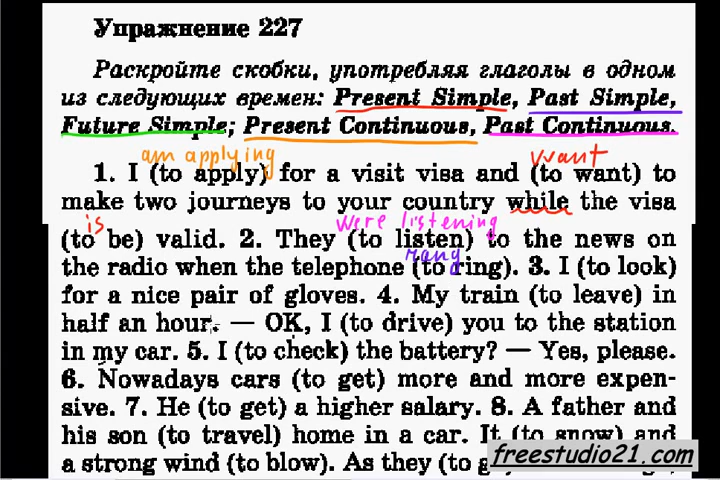 Упражнение 227
Раскройте скобки, употребляя глаголы в одном
из следующих времен: Present Simple, Past Simple,
Future Simple; Present Continuous, Past Continuous.
am applying want
1. I (to apply) for a visit visa and (to want) to
make two journeys to your country while the visa
is were listening
(to be) valid. 2. They (to listen) to the news on
rang
the radio when the telephone (to ring). 3. I (to look)
for a nice pair of gloves. 4. My train (to leave) in
half an hour. — OK, I (to drive) you to the station
in my car. 5. I (to check) the battery? — Yes, please.
6. Nowadays cars (to get) more and more expen-
sive. 7. He (to get) a higher salary. 8. A father and
his son (to travel) home in a car. It (to snow) and
a strong wind (to blow). As they (to
freestudio21.com